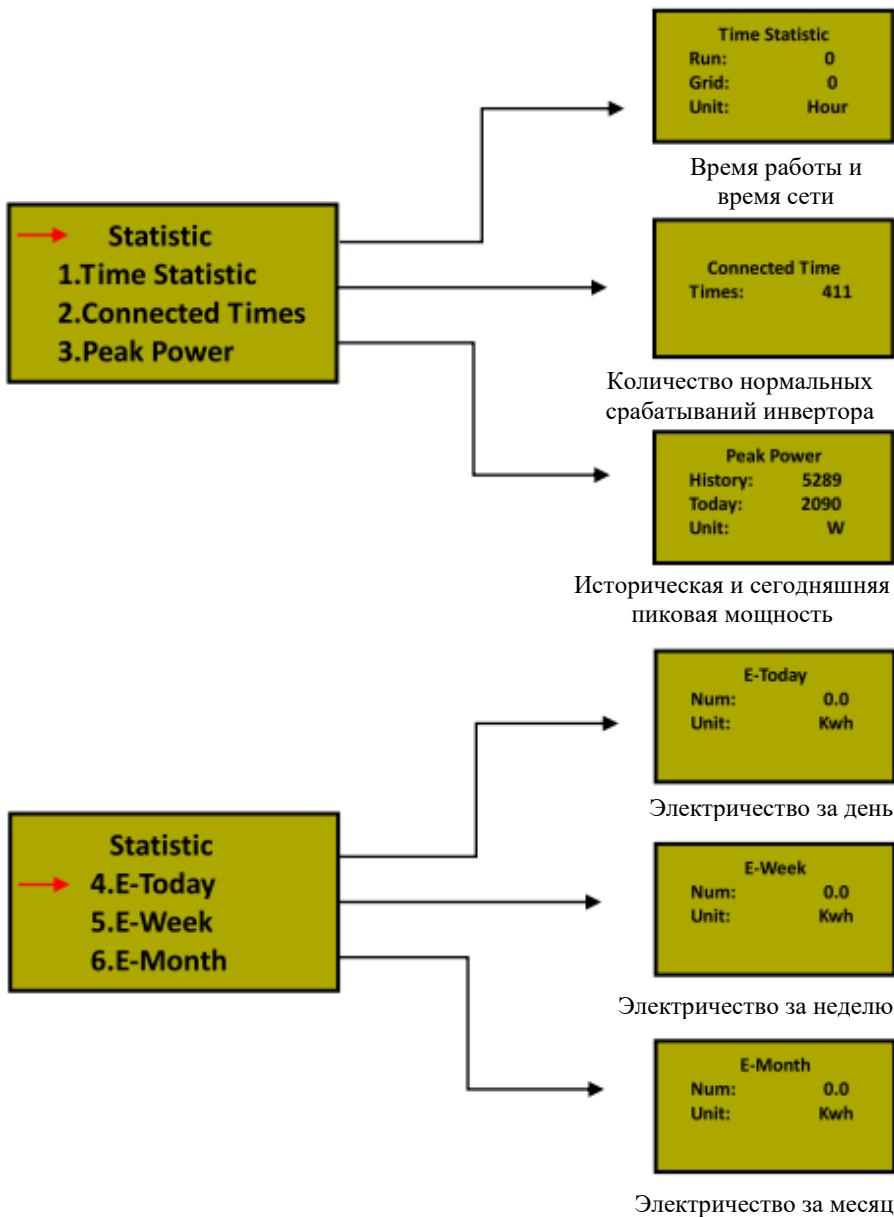 Time Statistic
Run: 0
Grid: 0
Unit: Hour
Время работы и
время сети
Statistic
1.Time Statistic
2.Connected Times
3.Peak Power
Connected Time
Times: 411
Количество нормальных
срабатываний инвертора
Peak Power
History: 5289
Today: 2090
Unit: W
Историческая и сегодняшняя
пиковая мощность
E-Today
Num: 0.0
Unit: Kwh
Электричество за день
Statistic
4.E-Today
5.E-Week
6.E-Month
E-Week
Num: 0.0
Unit: Kwh
Электричество за неделю
E-Month
Num: 0.0
Unit: Kwh
Электричество за месяц